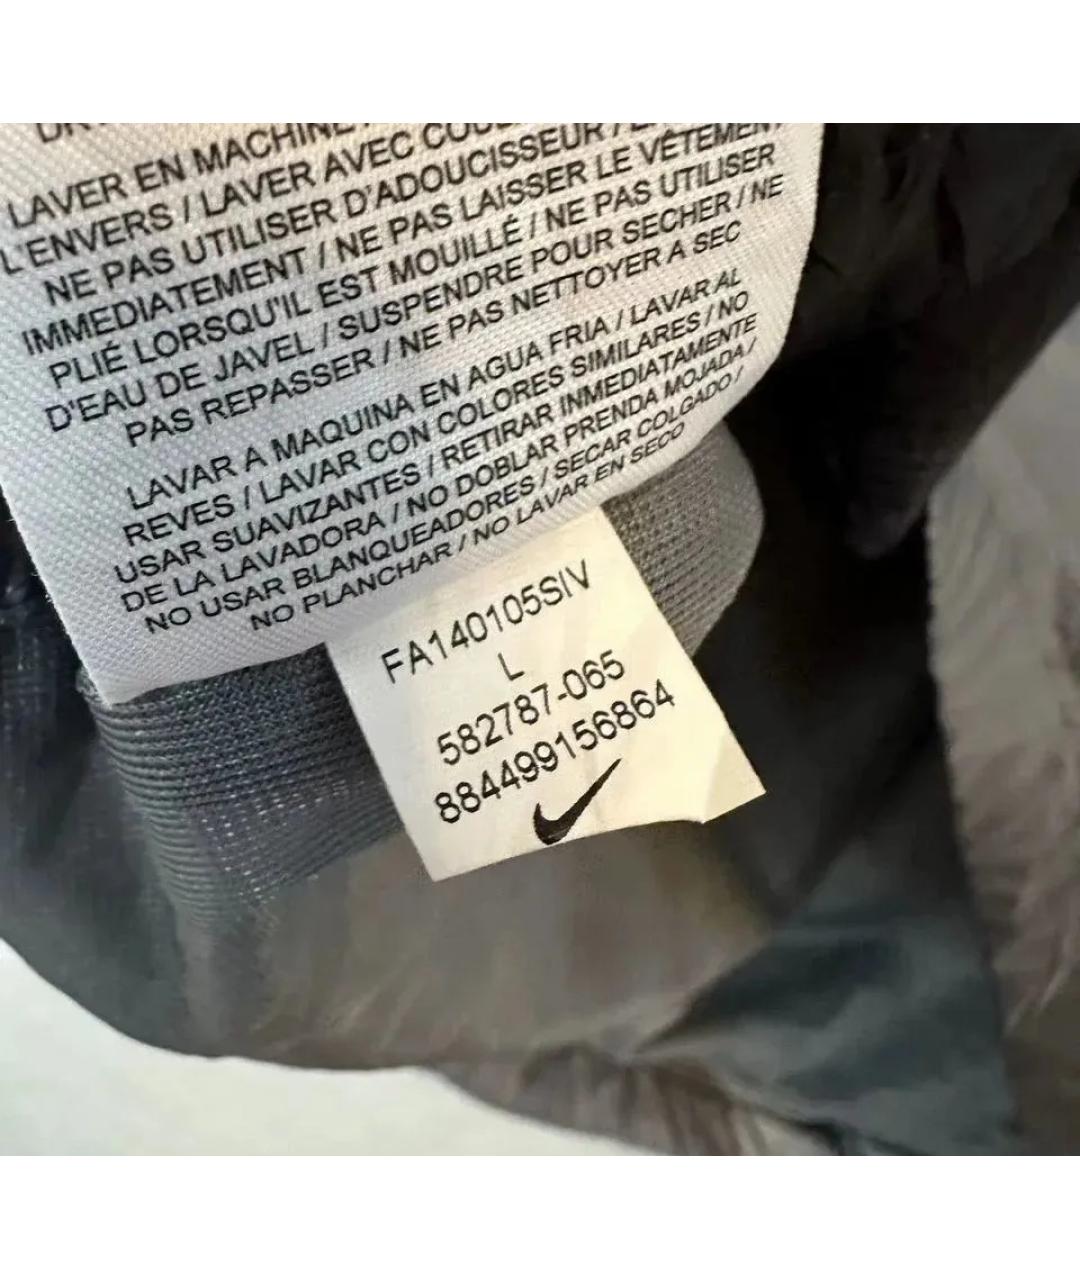 LAVER EN MACHINE
L'ENVERS / LAVER AVEC
NE PAS UTILISER D'ADOUCISSEUR /
IMMEDIATEMENT / NE PAS LAISSER LE VÊTEMENT
PLIÉ LORSQU'IL EST MOUILLÉ / NE PAS UTILISER
D'EAU DE JAVEL / SUSPENDRE POUR SECHER / NE
PAS REPASSER / NE PAS NETTOYER A SEC
LAVAR A MAQUINA EN AGUA FRIA / LAVAR AL
REVES / LAVAR CON COLORES SIMILARES / NO
USAR SUAVIZANTES / RETIRAR INMEDIATAMENTE
DE LA LAVADORA / NO DOBLAR PRENDA MOJADA /
NO USAR BLANQUEADORES / SECAR COLGADO /
NO PLANCHAR / NO LAVAR EN SECO
FA140105SIV
L
582787-065
884499156864